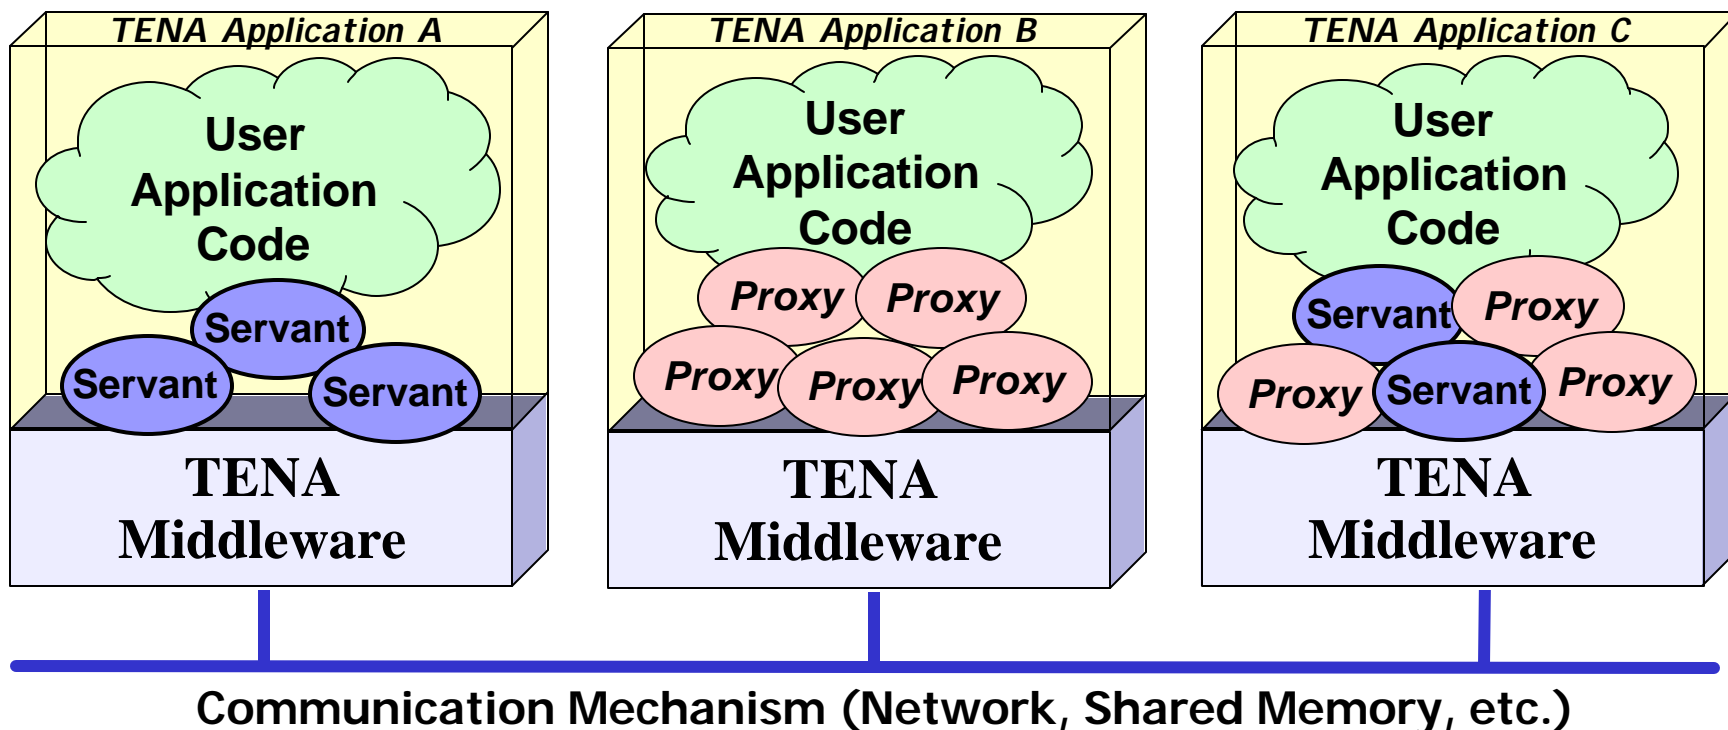 TENA Application A
User
Application
Code
Servant
Servant
Servant
TENA
Middleware
TENA Application B
User
Application
Code
Proxy
Proxy
Proxy
Proxy
Proxy
TENA
Middleware
TENA Application C
User
Application
Code
Servant
Proxy
Proxy
Servant
Proxy
TENA
Middleware
Communication Mechanism (Network, Shared Memory, etc.)